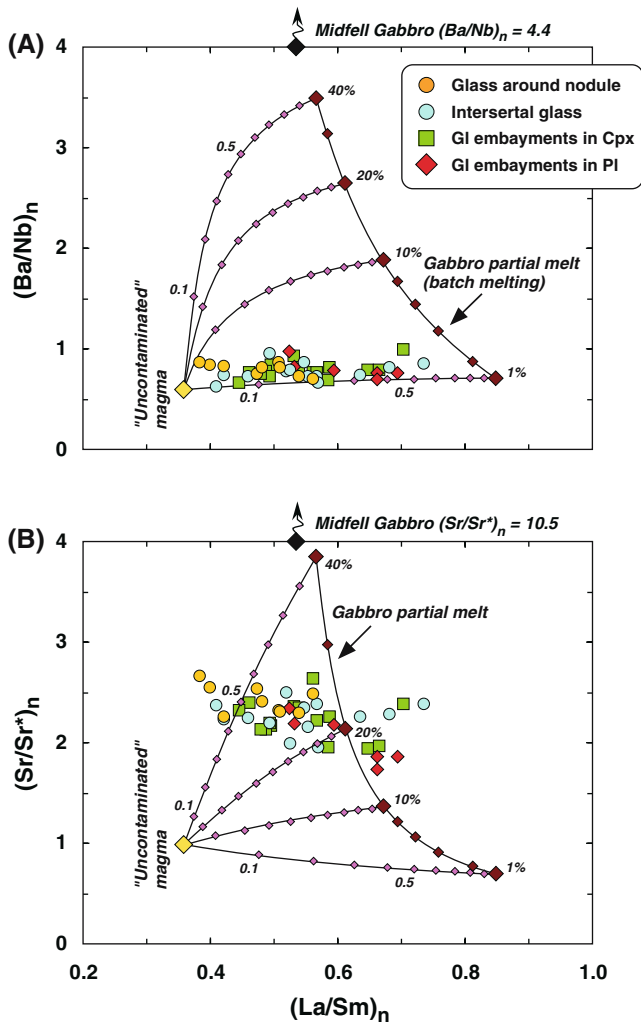 (A)
Midfell Gabbro (Ba/Nb)n = 4.4
4
3
2
1
0
(Ba/Nb)n
Glass around nodule
Intersertal glass
Gl embayments in Cpx
Gl embayments in Pl
40%
0.5
20%
10%
0.1
Gabbro partial melt
(batch melting)
"Uncontaminated"
magma
0.1
0.5
1%
(B)
Midfell Gabbro (Sr/Sr*)n = 10.5
4
3
2
1
0
(Sr/Sr*)n
40%
Gabbro partial melt
0.5
20%
0.1
10%
"Uncontaminated"
magma
0.1
0.5
1%
0.2
0.4
0.6
0.8
1.0
(La/Sm)n